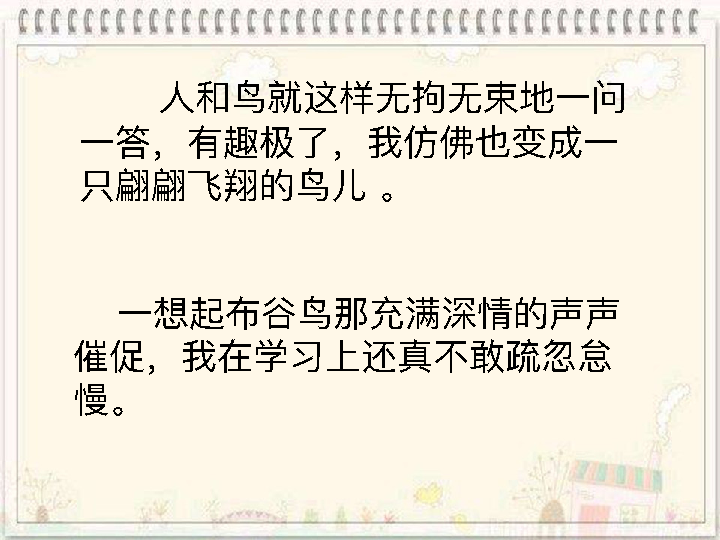 人和鸟就这样无拘无束地一问
一答，有趣极了，我仿佛也变成一
只翩翩飞翔的鸟儿 。
一想起布谷鸟那充满深情的声声
催促，我在学习上还真不敢疏忽怠
慢。